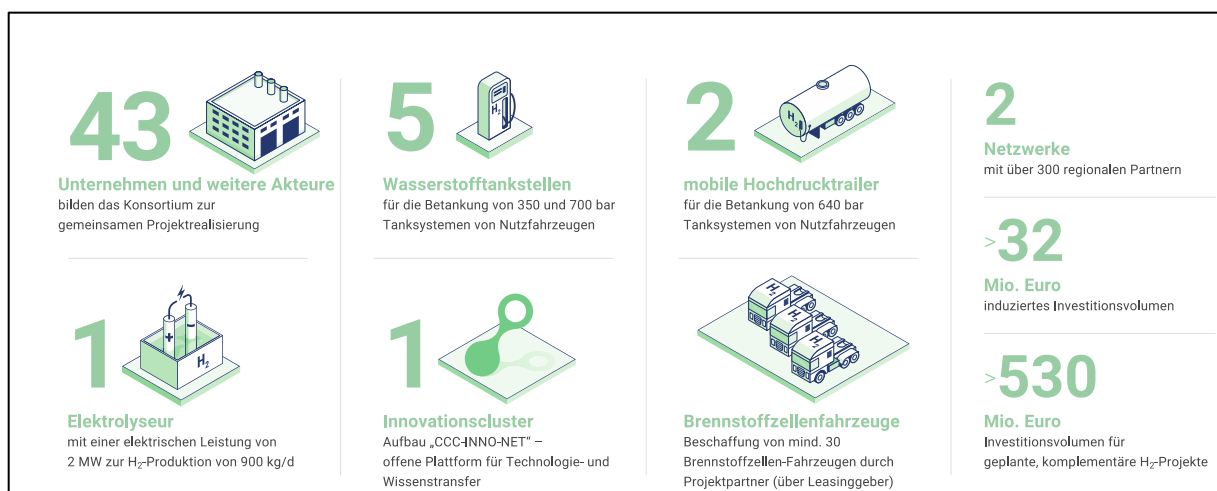 43
Unternehmen und weitere Akteure
bilden das Konsortium zur
gemeinsamen Projektrealisierung
5
H₂
Wasserstofftankstellen
für die Betankung von 350 und 700 bar
Tanksystemen von Nutzfahrzeugen
2
H₂
mobile Hochdrucktrailer
für die Betankung von 640 bar
Tanksystemen von Nutzfahrzeugen
2
Netzwerke
mit über 300 regionalen Partnern
>32
Mio. Euro
induziertes Investitionsvolumen
1
+ −
H₂
Elektrolyseur
mit einer elektrischen Leistung von
2 MW zur H₂-Produktion von 900 kg/d
1
Innovationscluster
Aufbau „CCC-INNO-NET“ –
offene Plattform für Technologie- und
Wissenstransfer
H₂
H₂
H₂
Brennstoffzellenfahrzeuge
Beschaffung von mind. 30
Brennstoffzellen-Fahrzeugen durch
Projektpartner (über Leasinggeber)
>530
Mio. Euro
Investitionsvolumen für
geplante, komplementäre H₂-Projekte